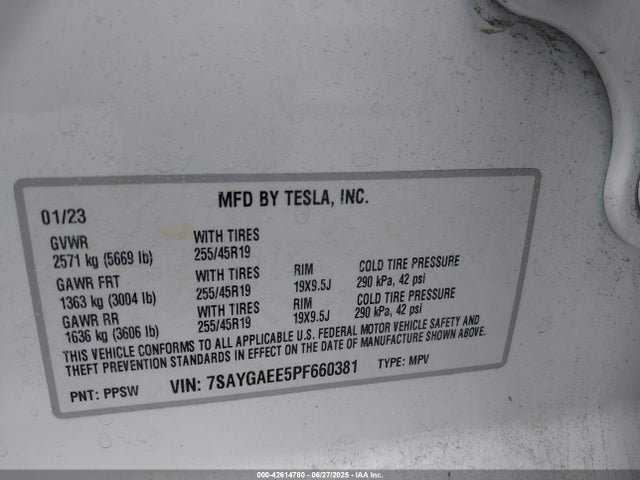 MFD BY TESLA, INC.
01/23
GVWR WITH TIRES
2571 kg (5669 lb) 255/45R19
GAWR FRT WITH TIRES RIM COLD TIRE PRESSURE
1363 kg (3004 lb) 255/45R19 19X9.5J 290 kPa, 42 psi
GAWR RR WITH TIRES RIM COLD TIRE PRESSURE
1636 kg (3606 lb) 255/45R19 19X9.5J 290 kPa, 42 psi
THIS VEHICLE CONFORMS TO ALL APPLICABLE U.S. FEDERAL MOTOR VEHICLE SAFETY AND
THEFT PREVENTION STANDARDS IN EFFECT ON THE DATE OF MANUFACTURE SHOWN ABOVE.
PNT: PPSW VIN: 7SAYGAEE5PF660381 TYPE: MPV
000-42614780 - 06/27/2025 - IAA Inc.